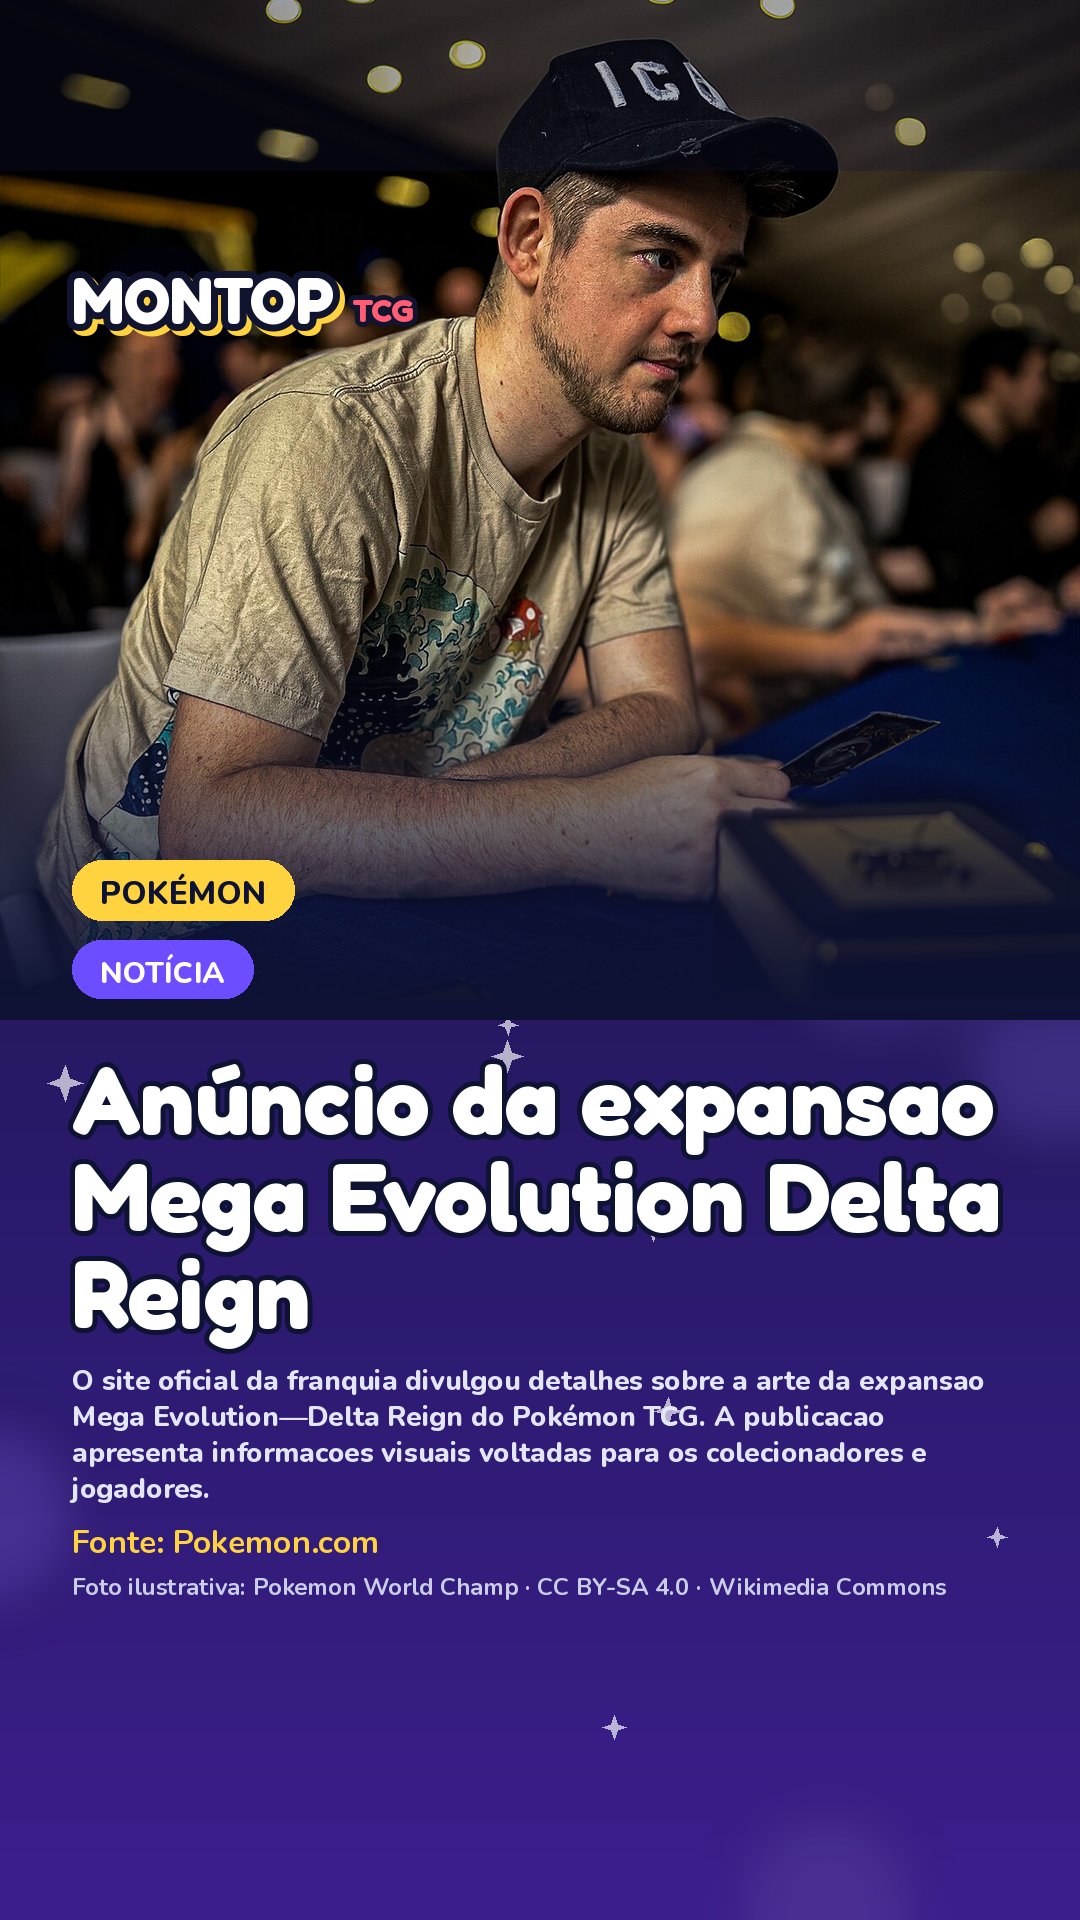 MONTOP TCG
POKÉMON
NOTÍCIA
Anúncio da expansao
Mega Evolution Delta
Reign
O site oficial da franquia divulgou detalhes sobre a arte da expansao
Mega Evolution—Delta Reign do Pokémon TCG. A publicacao
apresenta informacoes visuais voltadas para os colecionadores e
jogadores.
Fonte: Pokemon.com
Foto ilustrativa: Pokemon World Champ · CC BY-SA 4.0 · Wikimedia Commons